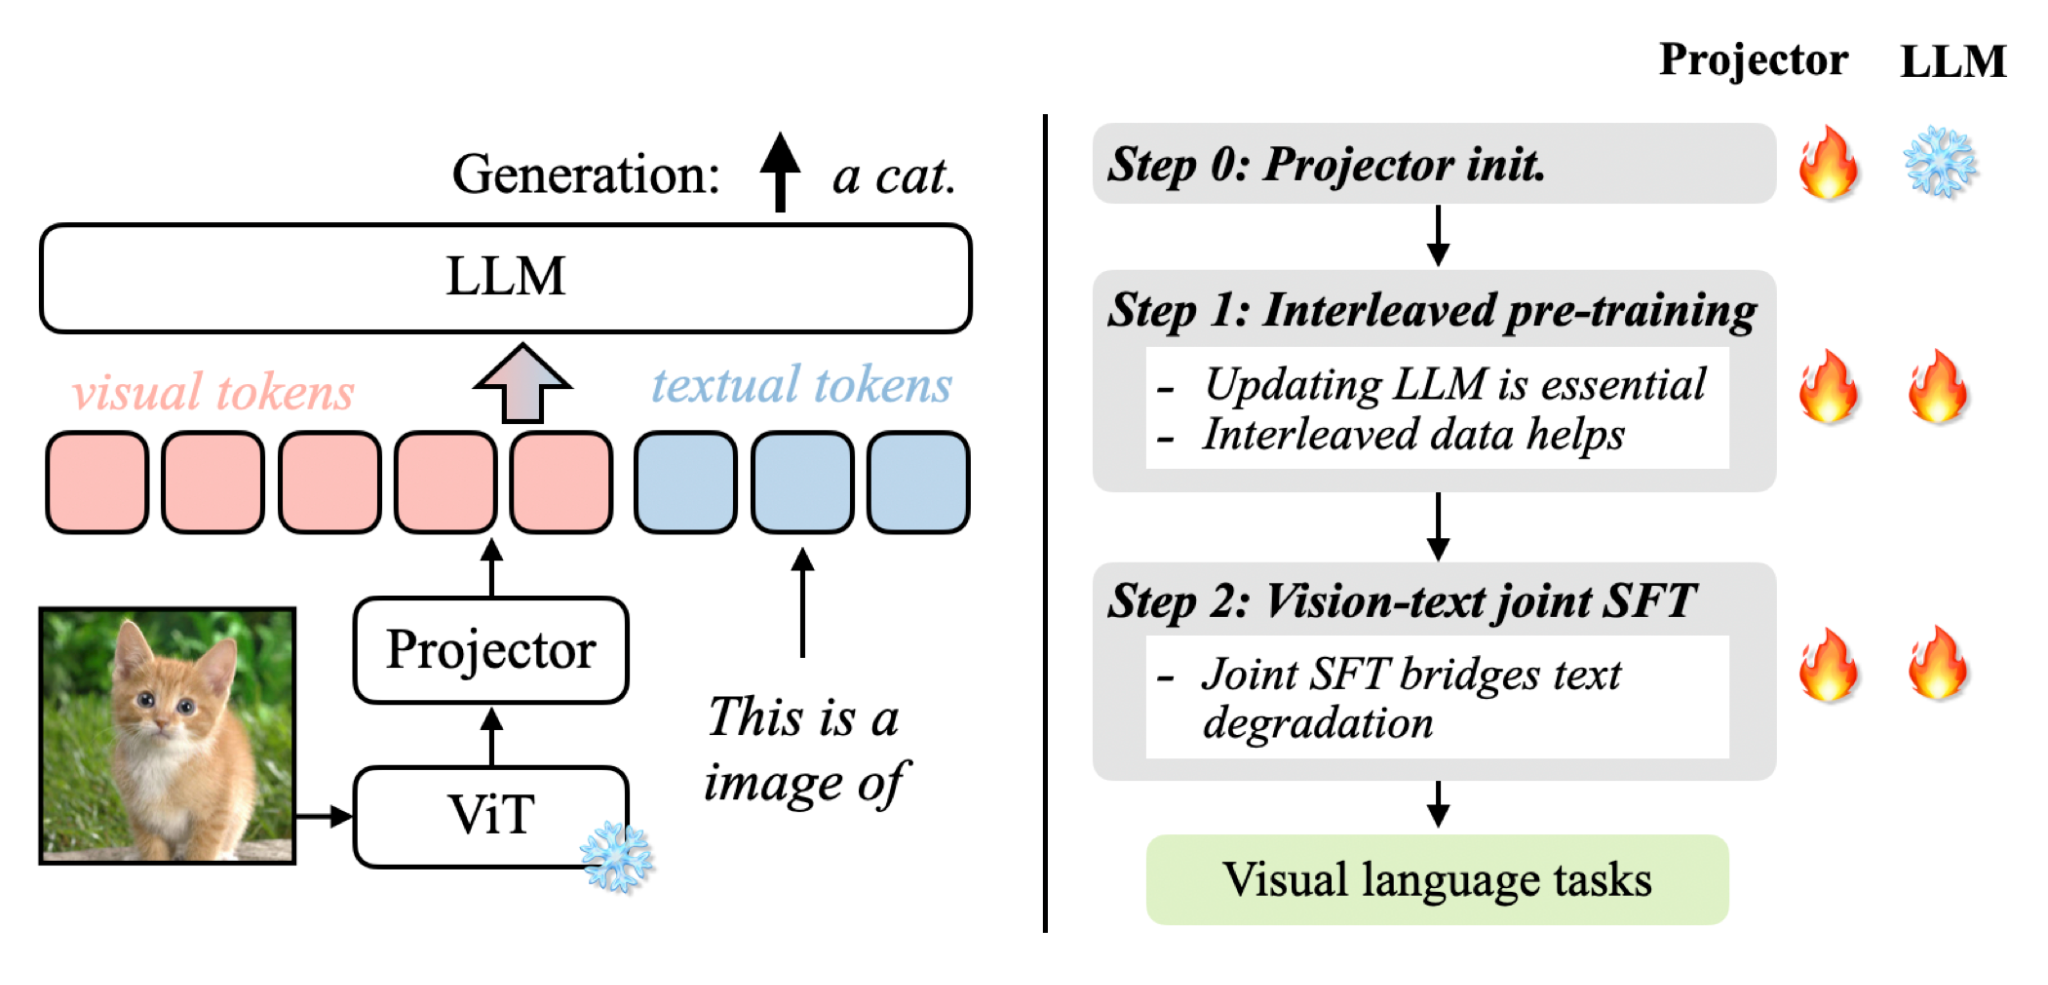 Generation: a cat.
LLM
visual tokens
textual tokens
Projector
This is a
image of
ViT
Projector LLM
Step 0: Projector init.
Step 1: Interleaved pre-training
- Updating LLM is essential
- Interleaved data helps
Step 2: Vision-text joint SFT
- Joint SFT bridges text
degradation
Visual language tasks